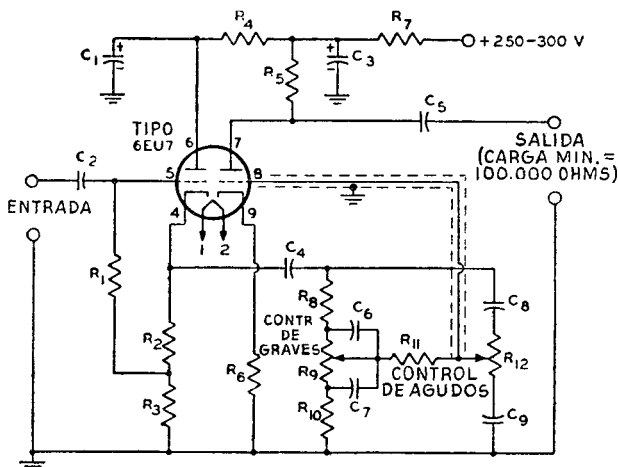 R4
R7
C1
+
+
C3
+250-300 V
R5
C5
TIPO
6EU7
6
7
SALIDA
(CARGA MIN.=
100.000 OHMS)
C2
5
8
ENTRADA
4
9
1
2
C4
R1
R8
C6
C8
CONTR
DE
GRAVES
R2
R11
R12
R9
CONTROL
DE AGUDOS
R6
C7
R3
R10
C9